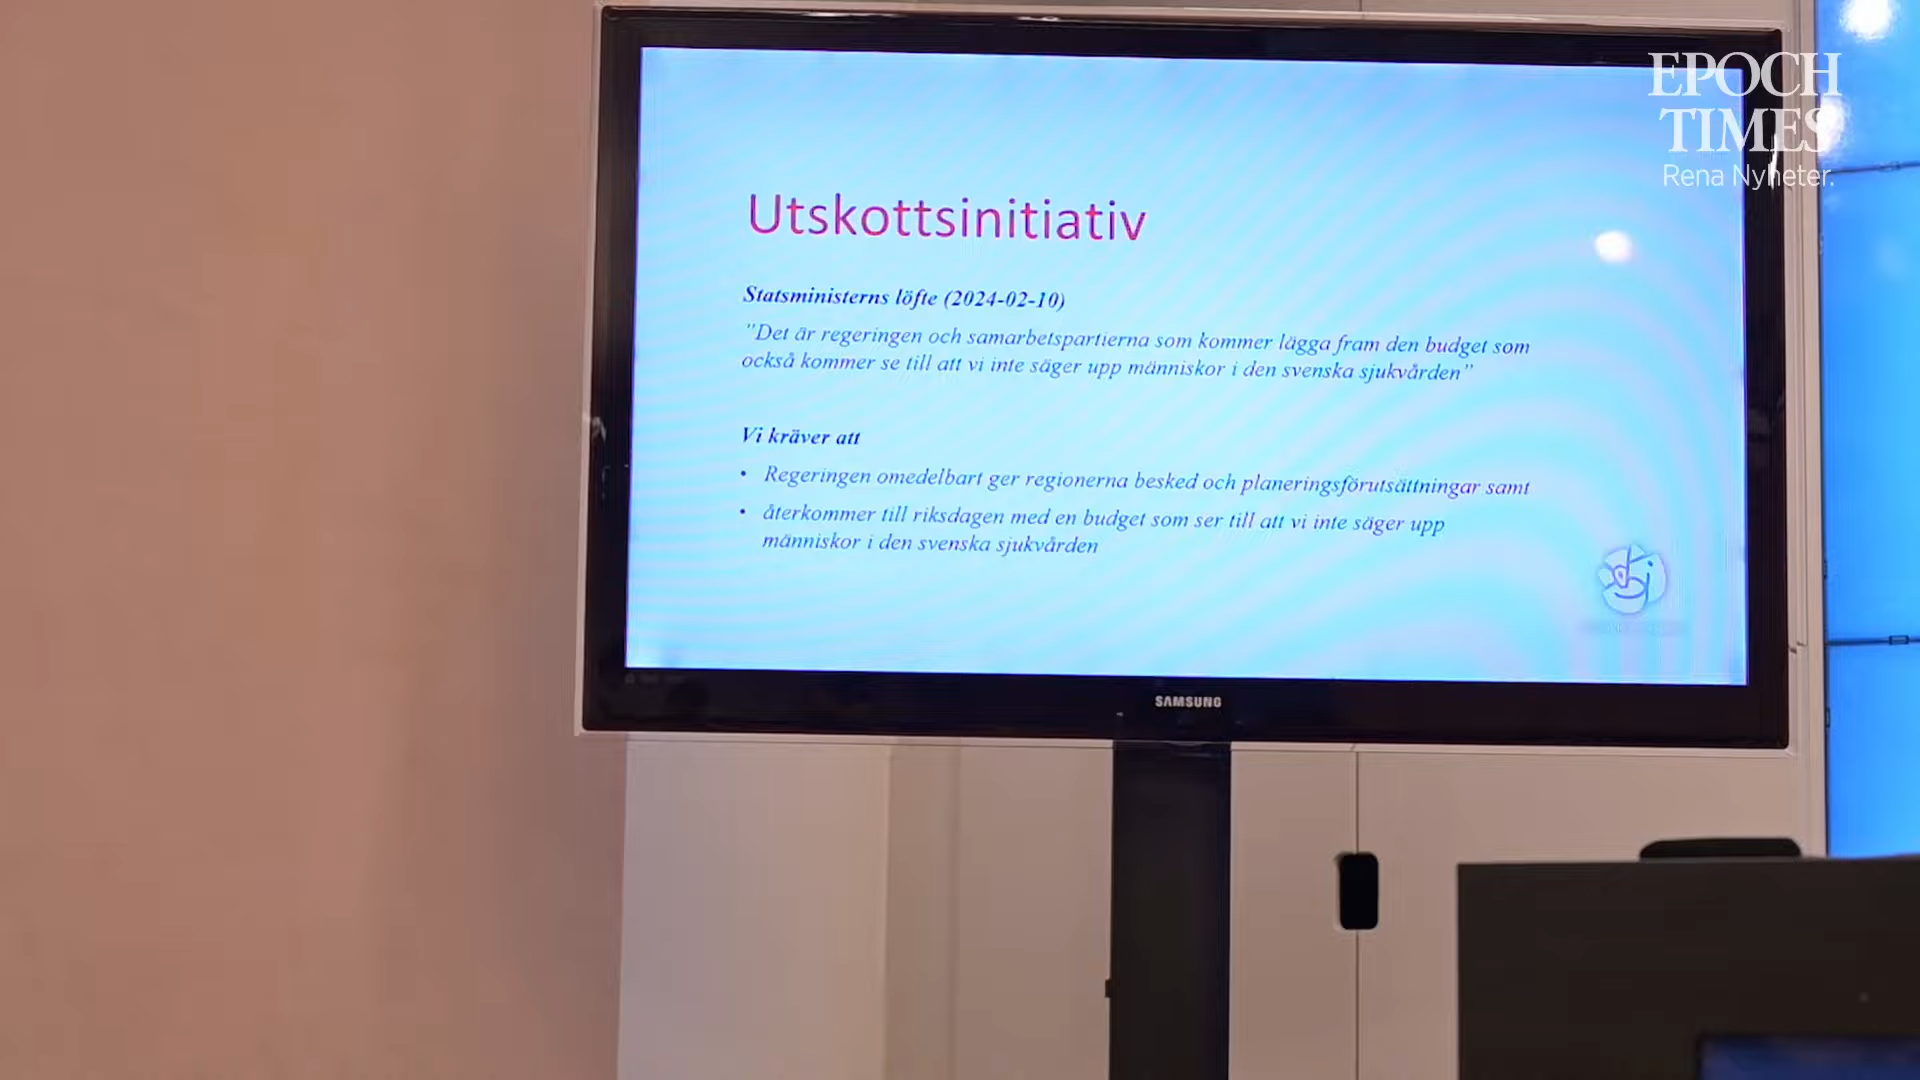 EPOCH
TIMES
Rena Nyheter.
Utskottsinitiativ
Statsministerns löfte (2024-02-10)
"Det är regeringen och samarbetspartierna som kommer lägga fram den budget som
också kommer se till att vi inte säger upp människor i den svenska sjukvården"
Vi kräver att
• Regeringen omedelbart ger regionerna besked och planeringsförutsättningar samt
• återkommer till riksdagen med en budget som ser till att vi inte säger upp
människor i den svenska sjukvården
SAMSUNG